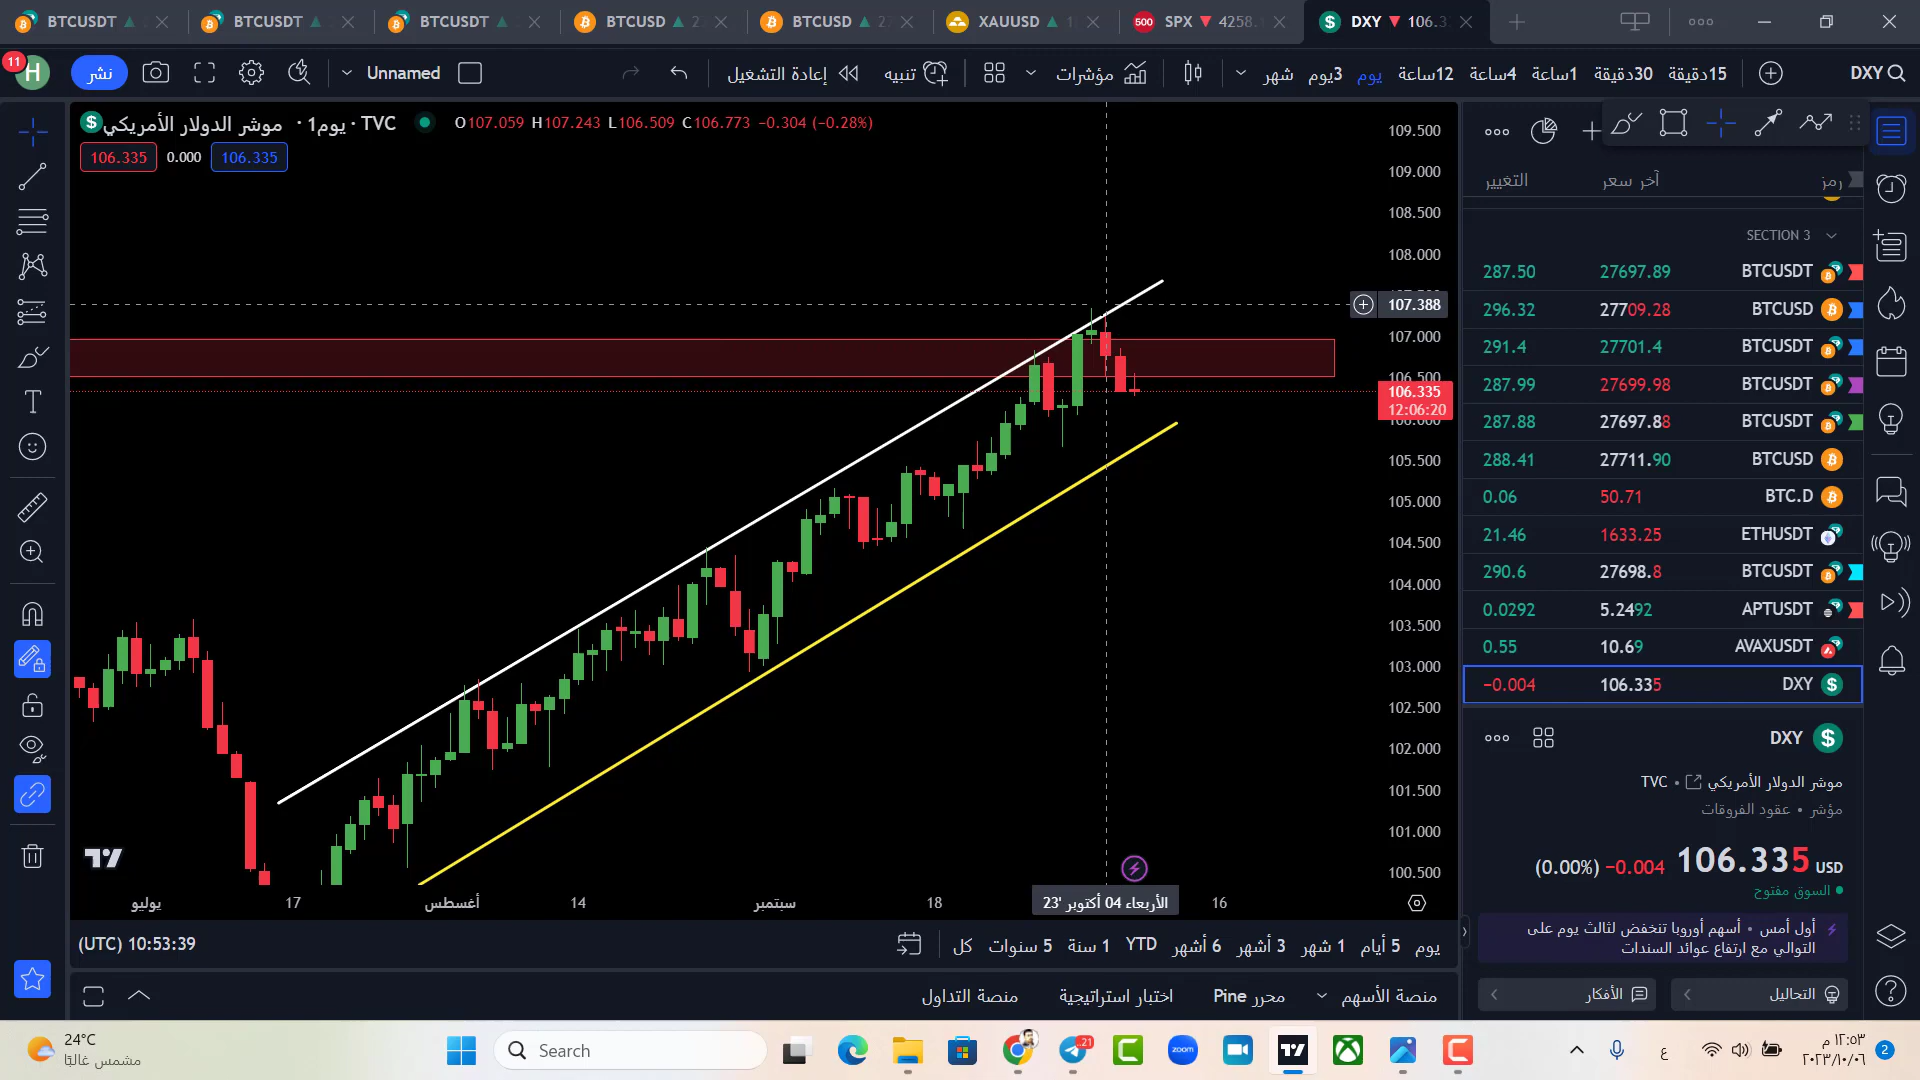 BTCUSDT
BTCUSDT
BTCUSDT
BTCUSD
BTCUSD
XAUUSD
500 SPX 4258.
DXY 106.3
11
H
نشر
Unnamed
إعادة التشغيل
تنبيه
مؤشرات
شهر
3يوم
يوم
12ساعة
4ساعة
1ساعة
30دقيقة
15دقيقة
DXY
موشر الدولار الأمريكي · 1يوم · TVC
O107.059 H107.243 L106.509 C106.773 −0.304 (−0.28%)
106.335 0.000 106.335
109.500
109.000
108.500
108.000
107.388
107.000
106.500
106.335
12:06:20
106.000
105.500
105.000
104.500
104.000
103.500
103.000
102.500
102.000
101.500
101.000
100.500
يوليو
17
أغسطس
14
سبتمبر
18
الأربعاء 04 أكتوبر '23
16
(UTC) 10:53:39
كل
5 سنوات
1 سنة
YTD
6 أشهر
3 أشهر
1 شهر
5 أيام
يوم
منصة التداول
اختبار استراتيجية
محرر Pine
منصة الأسهم
رمز
آخر سعر
التغيير
SECTION 3
BTCUSDT 27697.89 287.50
BTCUSD 27709.28 296.32
BTCUSDT 27701.4 291.4
BTCUSDT 27699.98 287.99
BTCUSDT 27697.88 287.88
BTCUSD 27711.90 288.41
BTC.D 50.71 0.06
ETHUSDT 1633.25 21.46
BTCUSDT 27698.8 290.6
APTUSDT 5.2492 0.0292
AVAXUSDT 10.69 0.55
DXY 106.335 −0.004
DXY
موشر الدولار الأمريكي • TVC
مؤشر • عقود الفروقات
106.335 USD −0.004 (0.00%)
السوق مفتوح
أول أمس • أسهم أوروبا تنخفض لثالث يوم على
التوالي مع ارتفاع عوائد السندات
التحاليل
الأفكار
24°C
مشمس غالبًا
Search
21
zoom
ع
١٢:٥٣ م
٢٠٢٣/١٠/٠٦
2